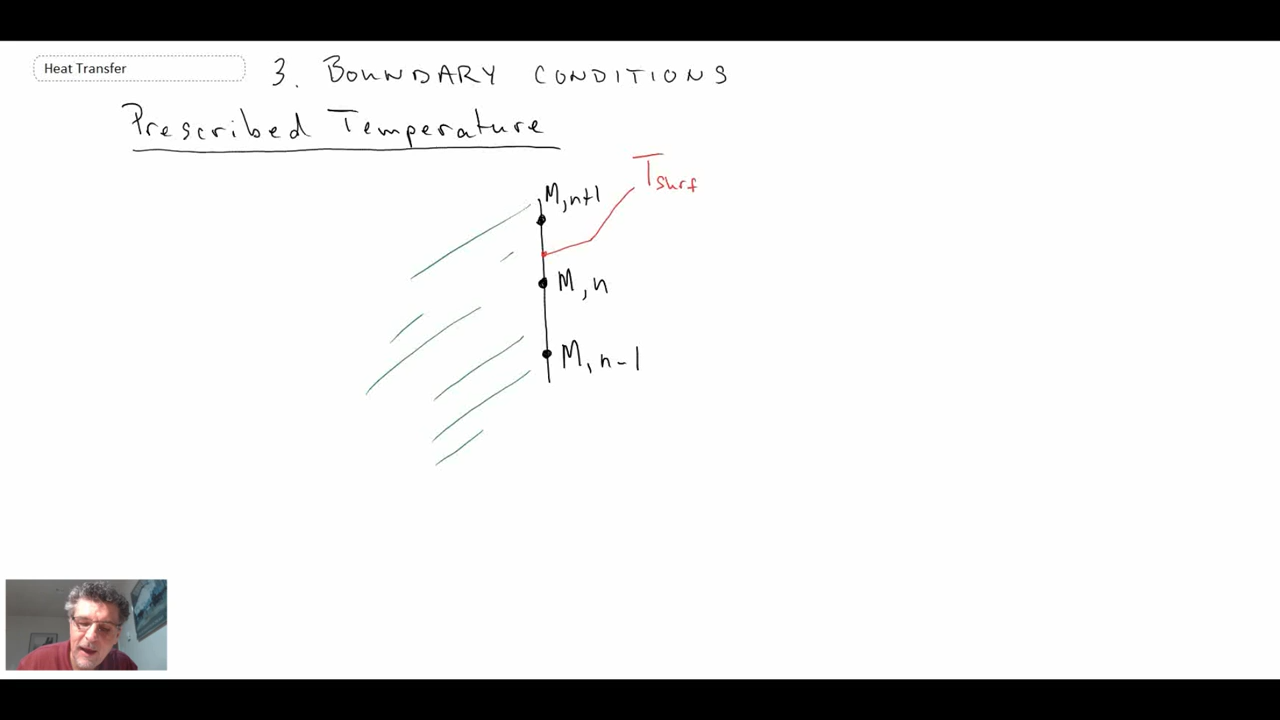 Heat Transfer
3. BOUNDARY CONDITIONS
Prescribed Temperature
Tsurf
M,n+1
M,n
M,n-1